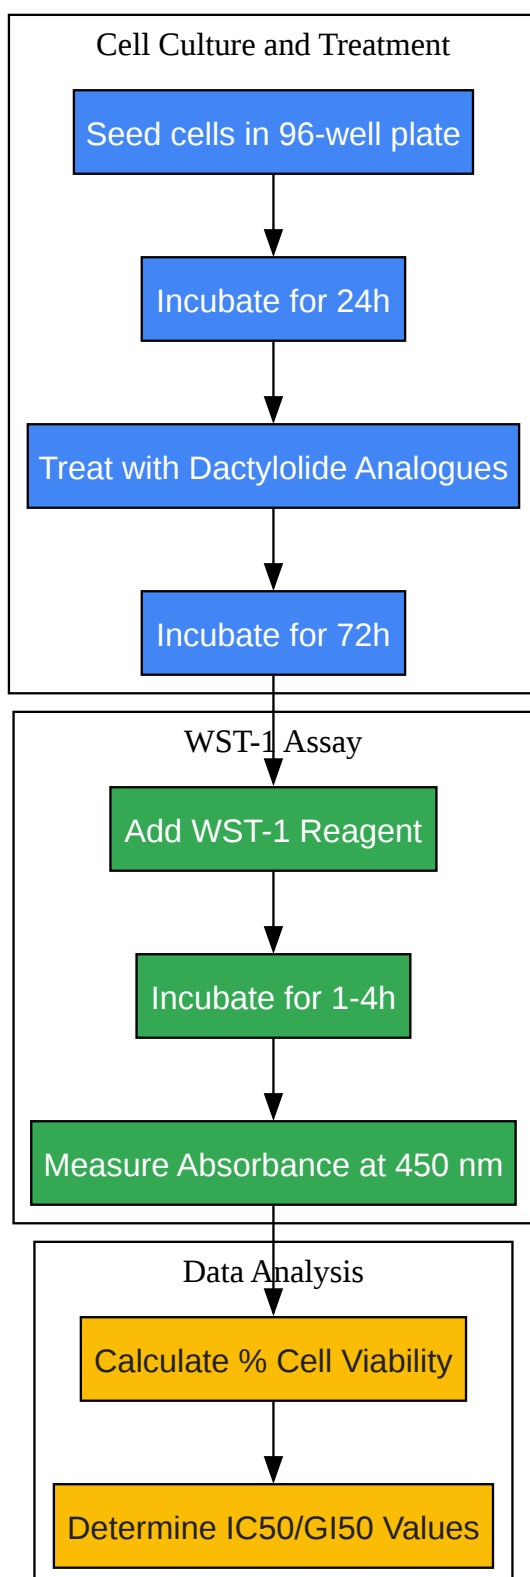 Cell Culture and Treatment
Seed cells in 96-well plate
Incubate for 24h
Treat with Dactylolide Analogues
Incubate for 72h
WST-1 Assay
Add WST-1 Reagent
Incubate for 1-4h
Measure Absorbance at 450 nm
Data Analysis
Calculate % Cell Viability
Determine IC50/GI50 Values